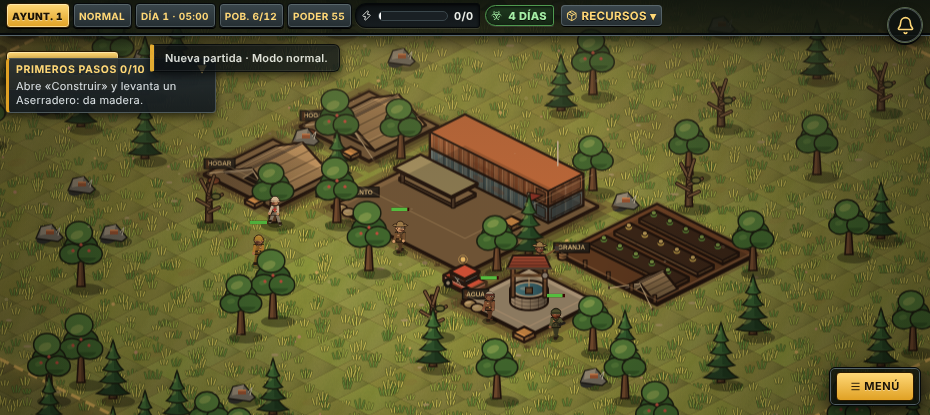 AYUNT. 1
NORMAL
DÍA 1 · 05:00
POB. 6/12
PODER 55
0/0
4 DÍAS
RECURSOS ▾
PRIMEROS PASOS 0/10
Abre «Construir» y levanta un
Aserradero: da madera.
Nueva partida · Modo normal.
HOGAR
GRANJA
AGUA
☰ MENÚ